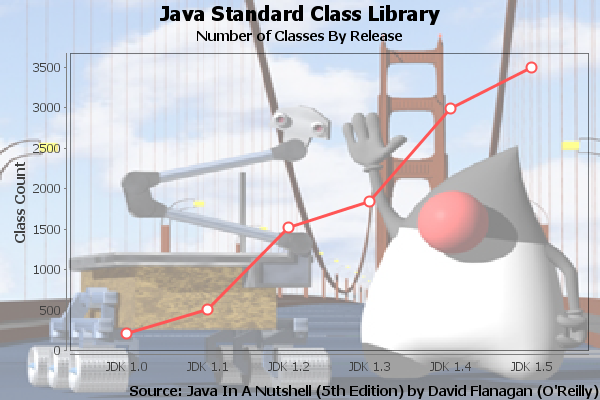 Java Standard Class Library
Number of Classes By Release
Class Count
3500
3000
2500
2000
1500
1000
500
0
JDK 1.0 JDK 1.1 JDK 1.2 JDK 1.3 JDK 1.4 JDK 1.5
Source: Java In A Nutshell (5th Edition) by David Flanagan (O'Reilly)